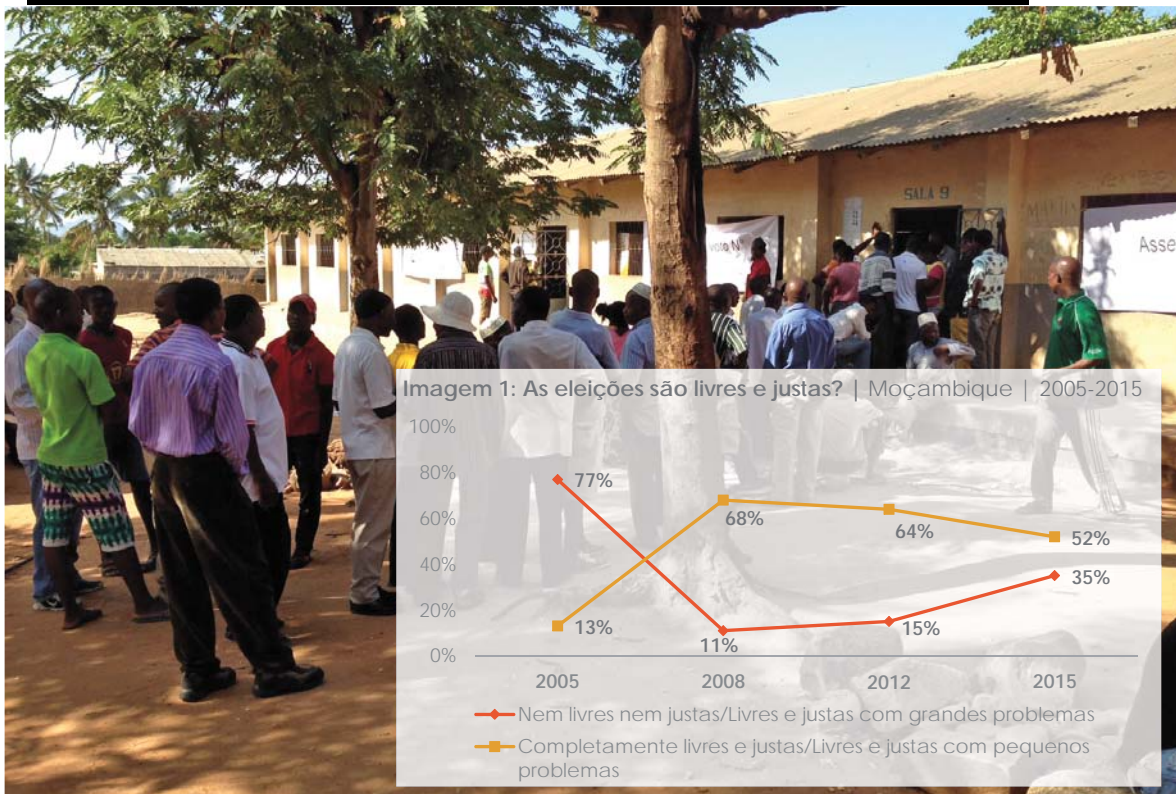 SALA 9
voto N
Asse
Imagem 1: As eleições são livres e justas? | Moçambique | 2005-2015
100%
80%
60%
40%
20%
0%
77%
68%
64%
52%
35%
13%
11%
15%
2005 2008 2012 2015
Nem livres nem justas/Livres e justas com grandes problemas
Completamente livres e justas/Livres e justas com pequenos
problemas